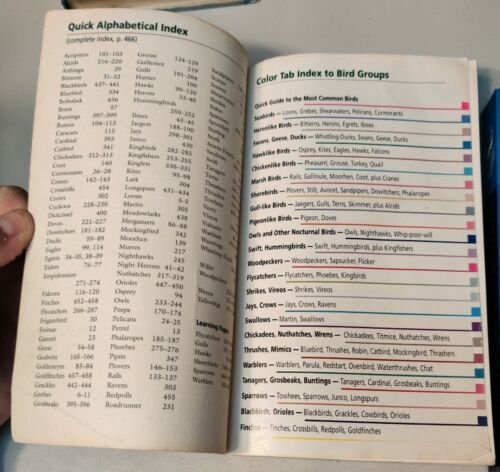 Quick Alphabetical Index
(complete index, p. 466)
Accipiters 101–103
Alcids 216–220
Anhinga 29
Bitterns 31–32
Blackbirds 437–441
Bluebird 334
Bobolink 436
Brant 57
Buntings
397–399, 402
Buteos 104–113
Caracara 115
Cardinal 393
Catbird 341
Chickadees 312–313
Coot 140
Cormorants 26–28
Cranes 142–143
Crossbills 454
Crows 302
Cuckoos 228–230
Dickcissel 400
Doves 221–227
Dowitchers 181–182
Ducks 59–89
Eagles 99, 114
Egrets 34–35, 38–39
Eiders 76–77
Empidonax
271–274
Falcons 116–120
Finches 452–458
Flycatchers 266–287
Frigatebird 30
Fulmar 12
Gannet 23
Geese 54–58
Godwits 165–166
Goldeneyes 83–84
Goldfinches 457–458
Grackles 442–444
Grebes 6–11
Grosbeaks 395–396
Grouse 124–129
Guillemot 219
Gulls 191–204
Hawks 90–120
Herons 33–40
Hummingbirds
Ibises
Jaegers 188–190
Jays
Junco 430
Kingbirds 282–285
Kingfishers 253–255
Kinglets 330–331
Kites 95–98
Lark 304
Longspurs 431–434
Loons 3–5
Martin 305
Meadowlarks 438
Mergansers 86–88
Mockingbird 342
Moorhen 139
Murres 217
Nighthawks 245
Night-Herons 41–42
Nuthatches 317–319
Orioles 447–450
Osprey 94
Owls 233–244
Peeps 170–174
Pelicans 24–25
Petrel 13
Phalaropes 185–187
Phoebes 275–276
Pipits 347
Plovers 146–153
Rails 133–137
Ravens 303
Redpolls 455
Roadrunner 231
Learning Pages
Color Tab Index to Bird Groups
Quick Guide to the Most Common Birds
Seabirds — Loons, Grebes, Shearwaters, Pelicans, Cormorants
Heronlike Birds — Bitterns, Herons, Egrets, Ibises
Swans, Geese, Ducks — Whistling-Ducks, Swans, Geese, Ducks
Hawklike Birds — Osprey, Kites, Eagles, Hawks, Falcons
Chickenlike Birds — Pheasant, Grouse, Turkey, Quail
Marsh Birds — Rails, Gallinule, Moorhen, Coot, plus Cranes
Shorebirds — Plovers, Stilt, Avocet, Sandpipers, Dowitchers, Phalaropes
Gull-like Birds — Jaegers, Gulls, Terns, Skimmer, plus Alcids
Pigeonlike Birds — Pigeon, Doves
Owls and Other Nocturnal Birds — Owls, Nighthawks, Whip-poor-will
Swift, Hummingbirds — Swift, Hummingbirds, plus Kingfishers
Woodpeckers — Woodpeckers, Sapsucker, Flicker
Flycatchers — Flycatchers, Phoebes, Kingbirds
Shrikes, Vireos — Shrikes, Vireos
Jays, Crows — Jays, Crows, Ravens
Swallows — Martin, Swallows
Chickadees, Nuthatches, Wrens — Chickadees, Titmice, Nuthatches, Wrens
Thrushes, Mimics — Bluebird, Thrushes, Robin, Catbird, Mockingbird, Thrashers
Warblers — Warblers, Parula, Redstart, Ovenbird, Waterthrushes, Chat
Tanagers, Grosbeaks, Buntings — Tanagers, Cardinal, Grosbeaks, Buntings
Sparrows — Towhees, Sparrows, Junco, Longspurs
Blackbirds, Orioles — Blackbirds, Grackles, Cowbirds, Orioles
Finches — Finches, Crossbills, Redpolls, Goldfinches